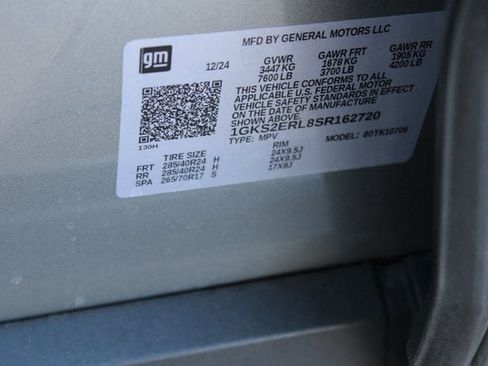 gm
MFD BY GENERAL MOTORS LLC
12/24 GVWR GAWR FRT GAWR RR
3447 KG 1678 KG 1905 KG
7600 LB 3700 LB 4200 LB
THIS VEHICLE CONFORMS TO ALL
APPLICABLE U.S. FEDERAL MOTOR
VEHICLE SAFETY STANDARDS IN EFFECT
ON THE DATE OF MANUFACTURE
SHOWN ABOVE.
1GKS2ERL8SR162720
TYPE: MPV MODEL: 80TK10706
130H
TIRE SIZE RIM
FRT 285/40R24 H 24X9.5J
RR 285/40R24 H 24X9.5J
SPA 265/70R17 S 17X8J